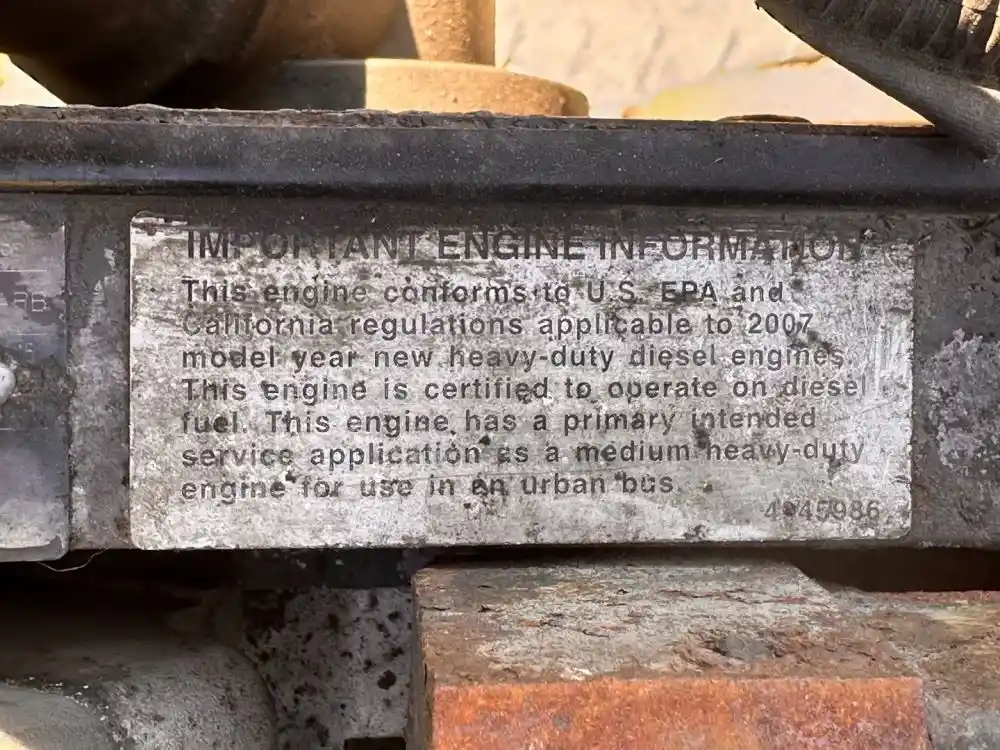 IMPORTANT ENGINE INFORMATION
This engine conforms to U.S. EPA and
California regulations applicable to 2007
model year new heavy-duty diesel engines.
This engine is certified to operate on diesel
fuel. This engine has a primary intended
service application as a medium heavy-duty
engine for use in an urban bus.
4945986